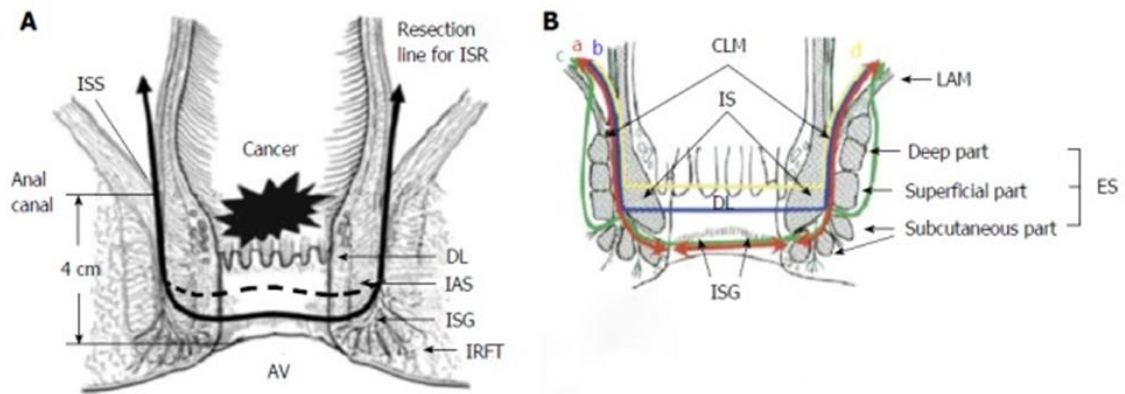 A
Resection
line for ISR
ISS
Cancer
Anal
canal
4 cm
DL
IAS
ISG
IRFT
AV
B
c
a
b
CLM
d
LAM
IS
Deep part
Superficial part
ES
DL
Subcutaneous part
ISG